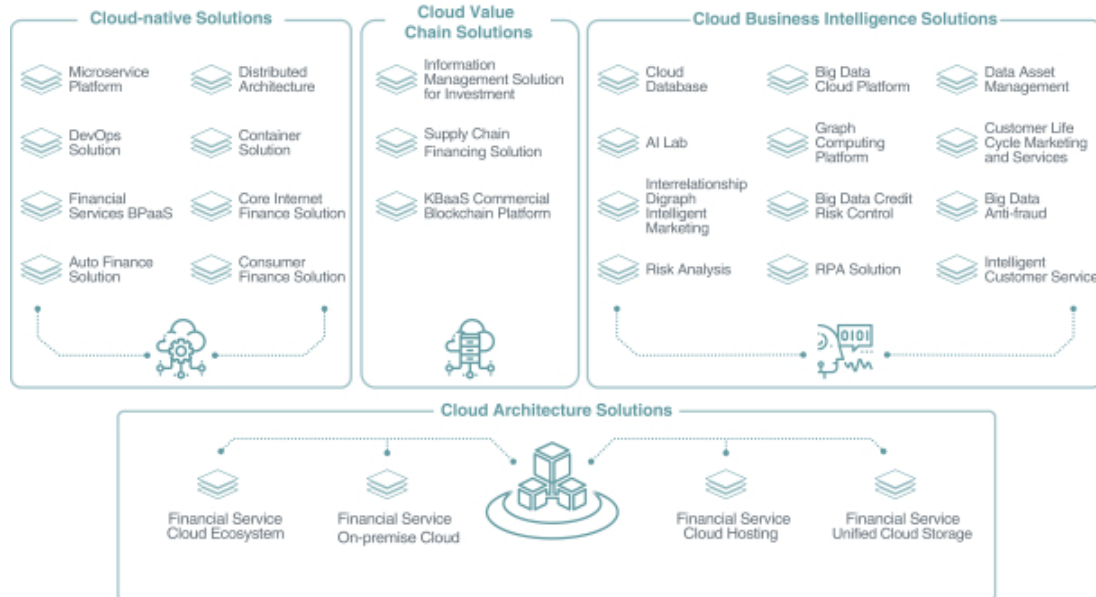 Cloud-native Solutions
Microservice
Platform
Distributed
Architecture
DevOps
Solution
Container
Solution
Financial
Services BPaaS
Core Internet
Finance Solution
Auto Finance
Solution
Consumer
Finance Solution
Cloud Value
Chain Solutions
Information
Management Solution
for Investment
Supply Chain
Financing Solution
KBaaS Commercial
Blockchain Platform
Cloud Business Intelligence Solutions
Cloud
Database
Big Data
Cloud Platform
Data Asset
Management
AI Lab
Graph
Computing
Platform
Customer Life
Cycle Marketing
and Services
Interrelationship
Digraph
Intelligent
Marketing
Big Data Credit
Risk Control
Big Data
Anti-fraud
Risk Analysis
RPA Solution
Intelligent
Customer Service
0101
Cloud Architecture Solutions
Financial Service
Cloud Ecosystem
Financial Service
On-premise Cloud
Financial Service
Cloud Hosting
Financial Service
Unified Cloud Storage